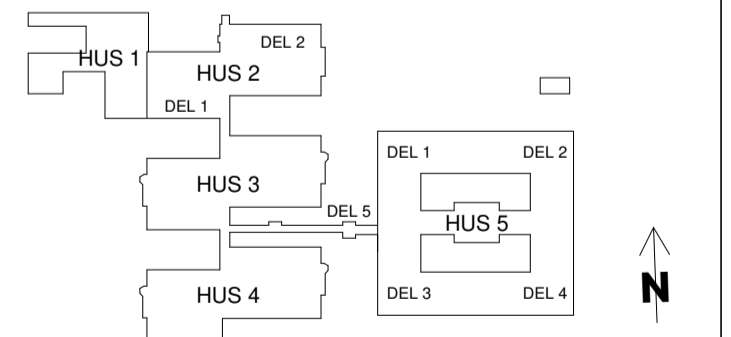 DEL 2
HUS 1
HUS 2
DEL 1
DEL 1
DEL 2
HUS 3
DEL 5
HUS 5
N
HUS 4
DEL 3
DEL 4